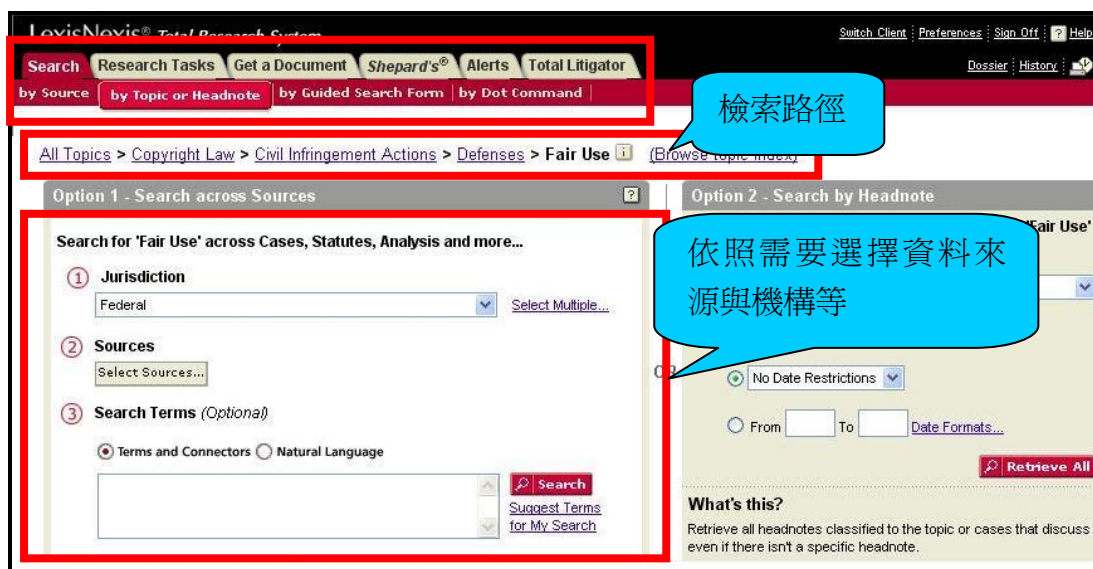 LexisNexis® Total Research System
Switch Client Preferences Sign Off ? Help
Search Research Tasks Get a Document Shepard's® Alerts Total Litigator
Dossier History
by Source by Topic or Headnote by Guided Search Form by Dot Command
檢索路徑
All Topics > Copyright Law > Civil Infringement Actions > Defenses > Fair Use i (Browse topic index)
Option 1 - Search across Sources ?
Search for 'Fair Use' across Cases, Statutes, Analysis and more...
1 Jurisdiction
Federal Select Multiple...
2 Sources
Select Sources...
3 Search Terms (Optional)
Terms and Connectors Natural Language
Search
Suggest Terms
for My Search
OR
Option 2 - Search by Headnote
'Fair Use'
依照需要選擇資料來
源與機構等
No Date Restrictions
From To Date Formats...
Retrieve All
What's this?
Retrieve all headnotes classified to the topic or cases that discuss
even if there isn't a specific headnote.